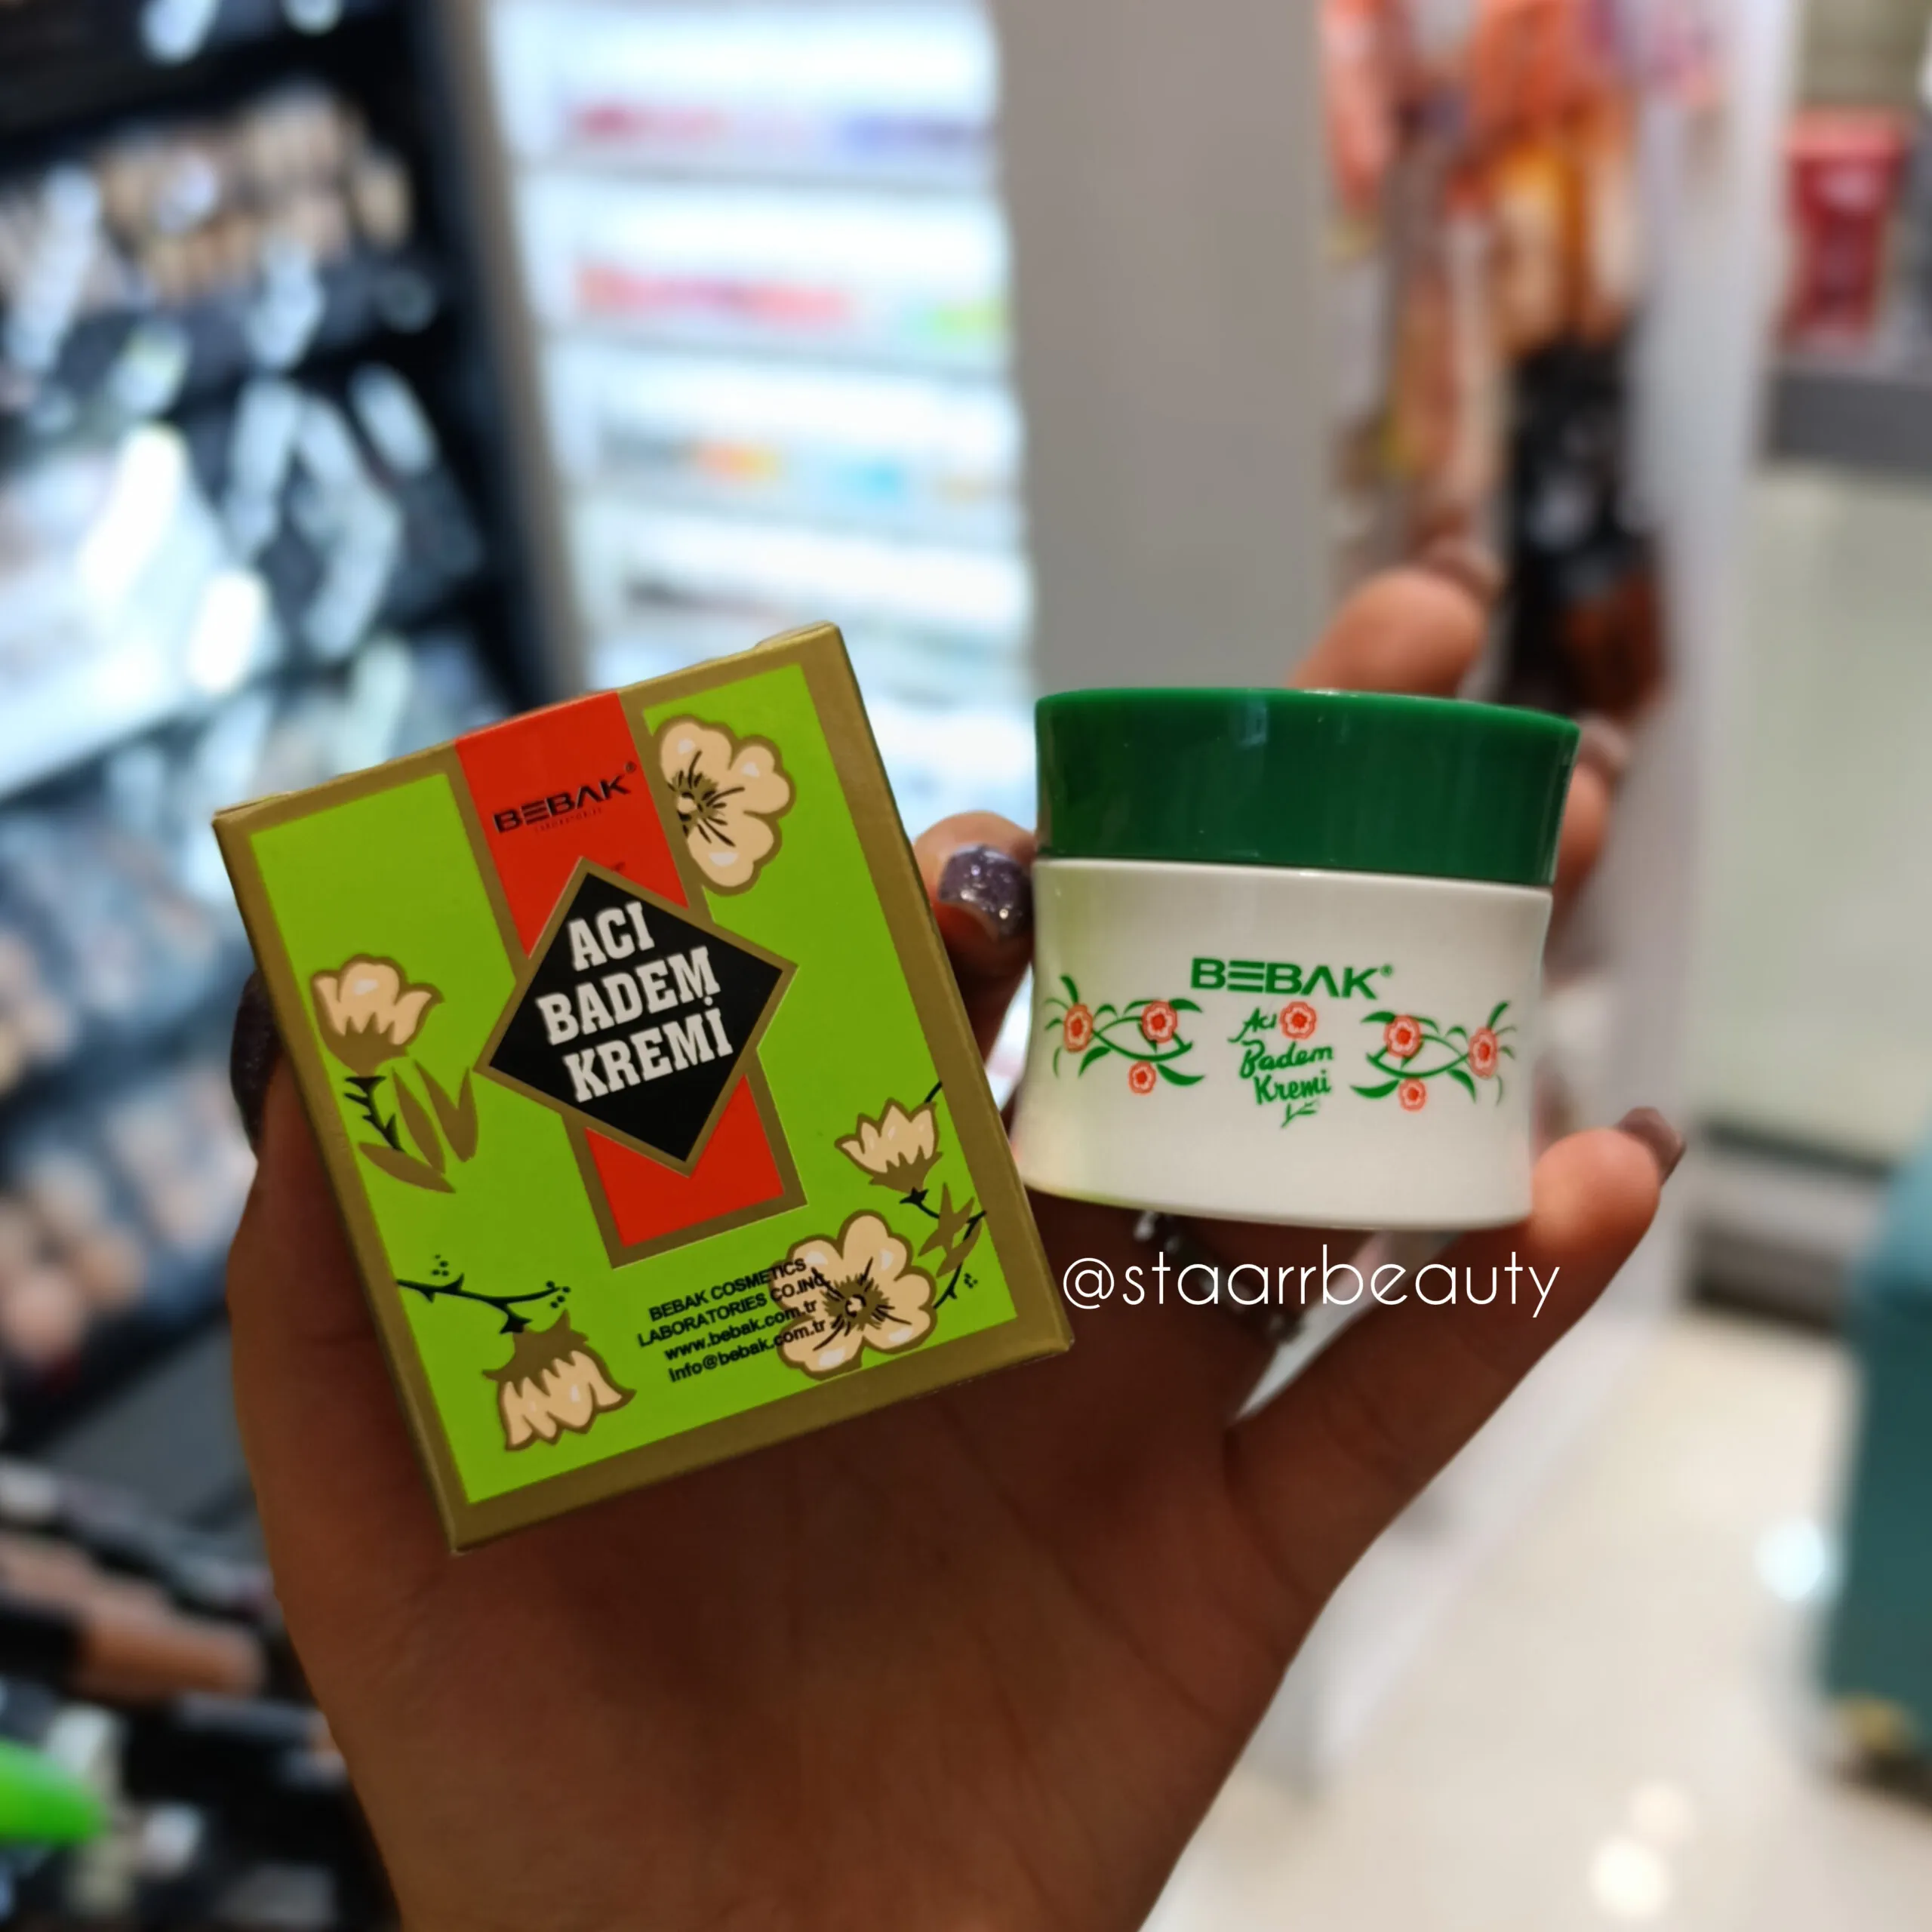 BEBAK®
ACI
BADEM
KREMİ
BEBAK COSMETICS
LABORATORIES CO.INC.
www.bebak.com.tr
info@bebak.com.tr
BEBAK®
Acı
Badem
Kremi
@staarrbeauty